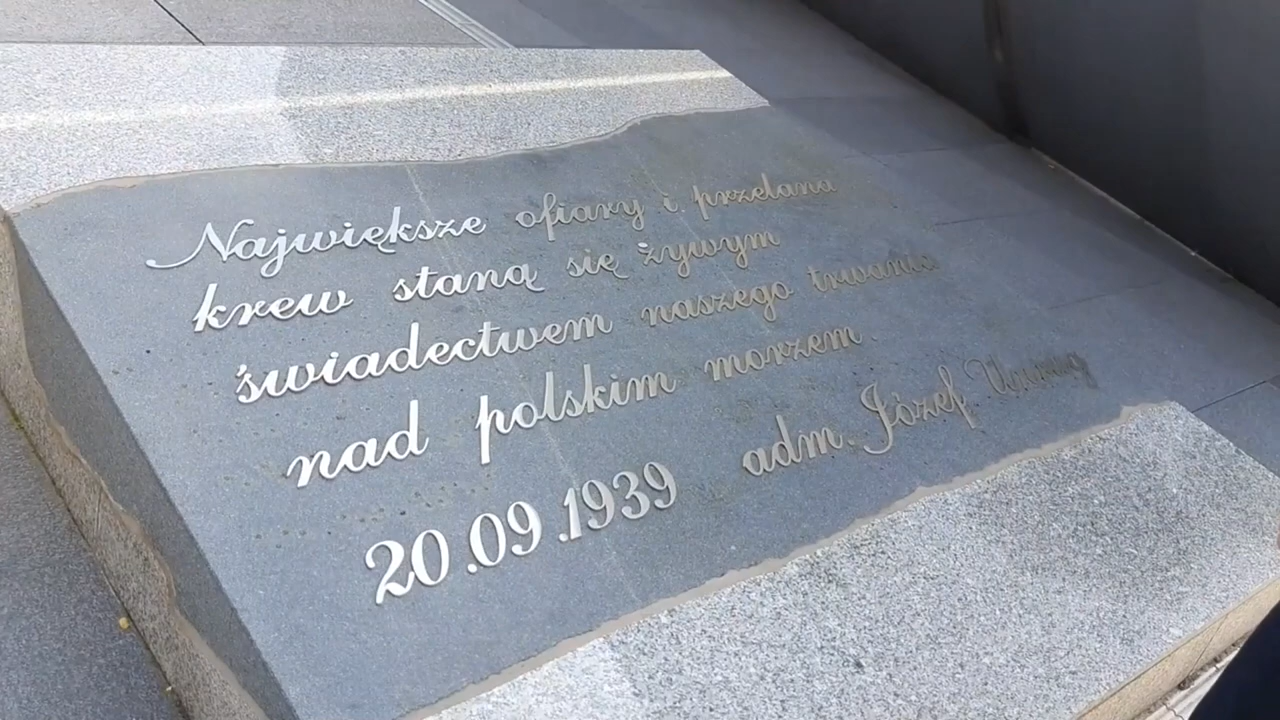 Największe ofiary i przelana
krew staną się żywym
świadectwem naszego trwania
nad polskim morzem.
20.09.1939 adm. Józef Unrug